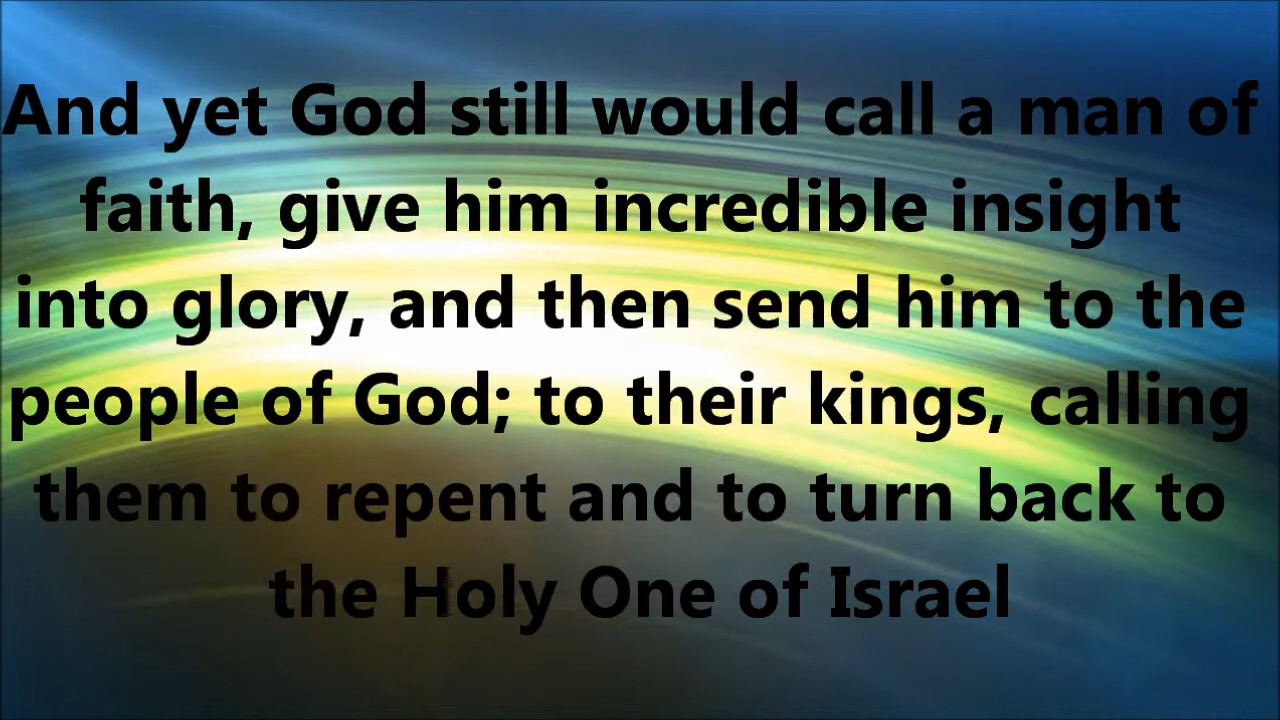 And yet God still would call a man of
faith, give him incredible insight
into glory, and then send him to the
people of God; to their kings, calling
them to repent and to turn back to
the Holy One of Israel